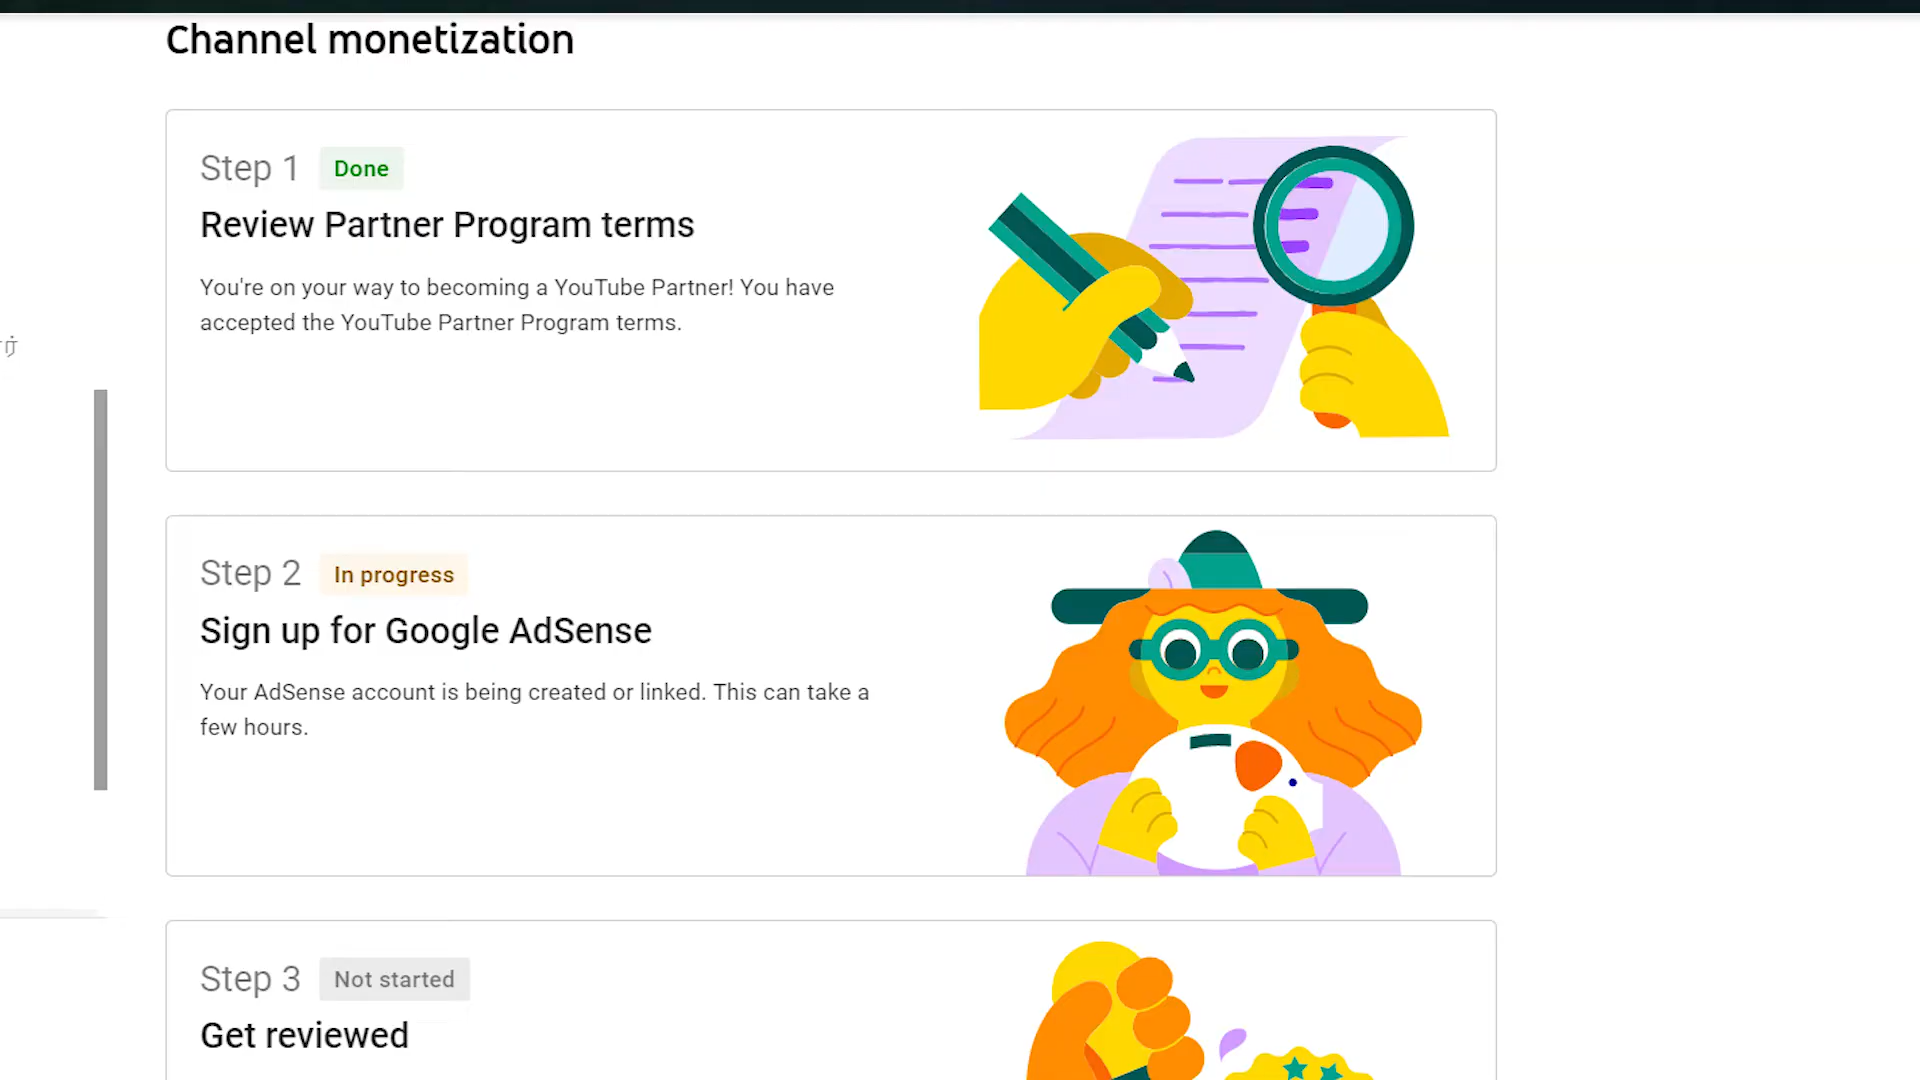 Channel monetization
Step 1 Done
Review Partner Program terms
You're on your way to becoming a YouTube Partner! You have
accepted the YouTube Partner Program terms.
Step 2 In progress
Sign up for Google AdSense
Your AdSense account is being created or linked. This can take a
few hours.
Step 3 Not started
Get reviewed